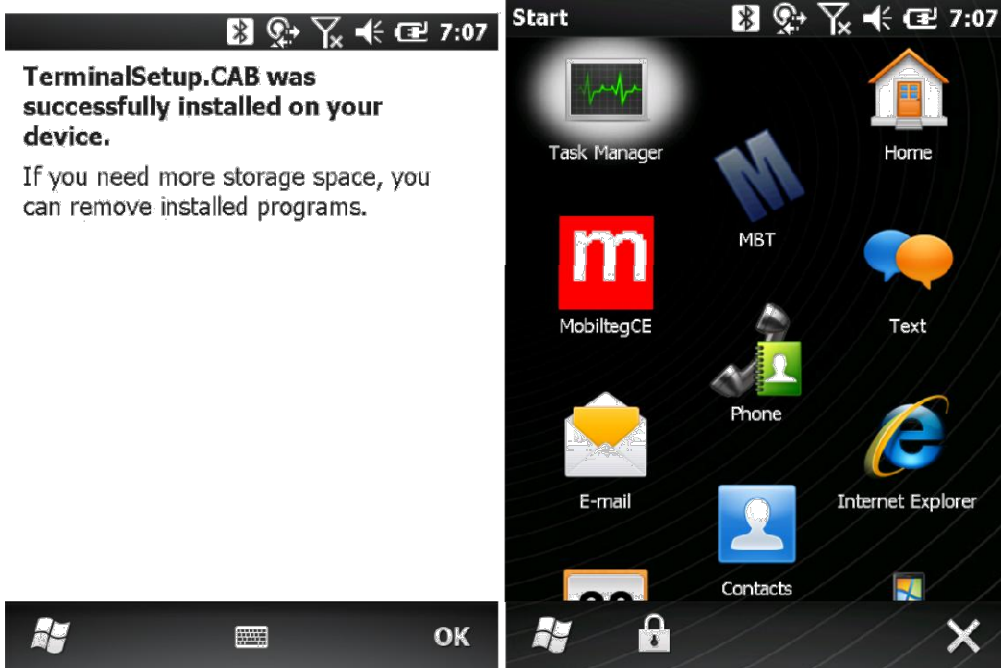 7:07
TerminalSetup.CAB was
successfully installed on your
device.
If you need more storage space, you
can remove installed programs.
OK
Start
7:07
Task Manager
Home
M
MBT
m
MobiltegCE
Text
Phone
E-mail
Internet Explorer
Contacts